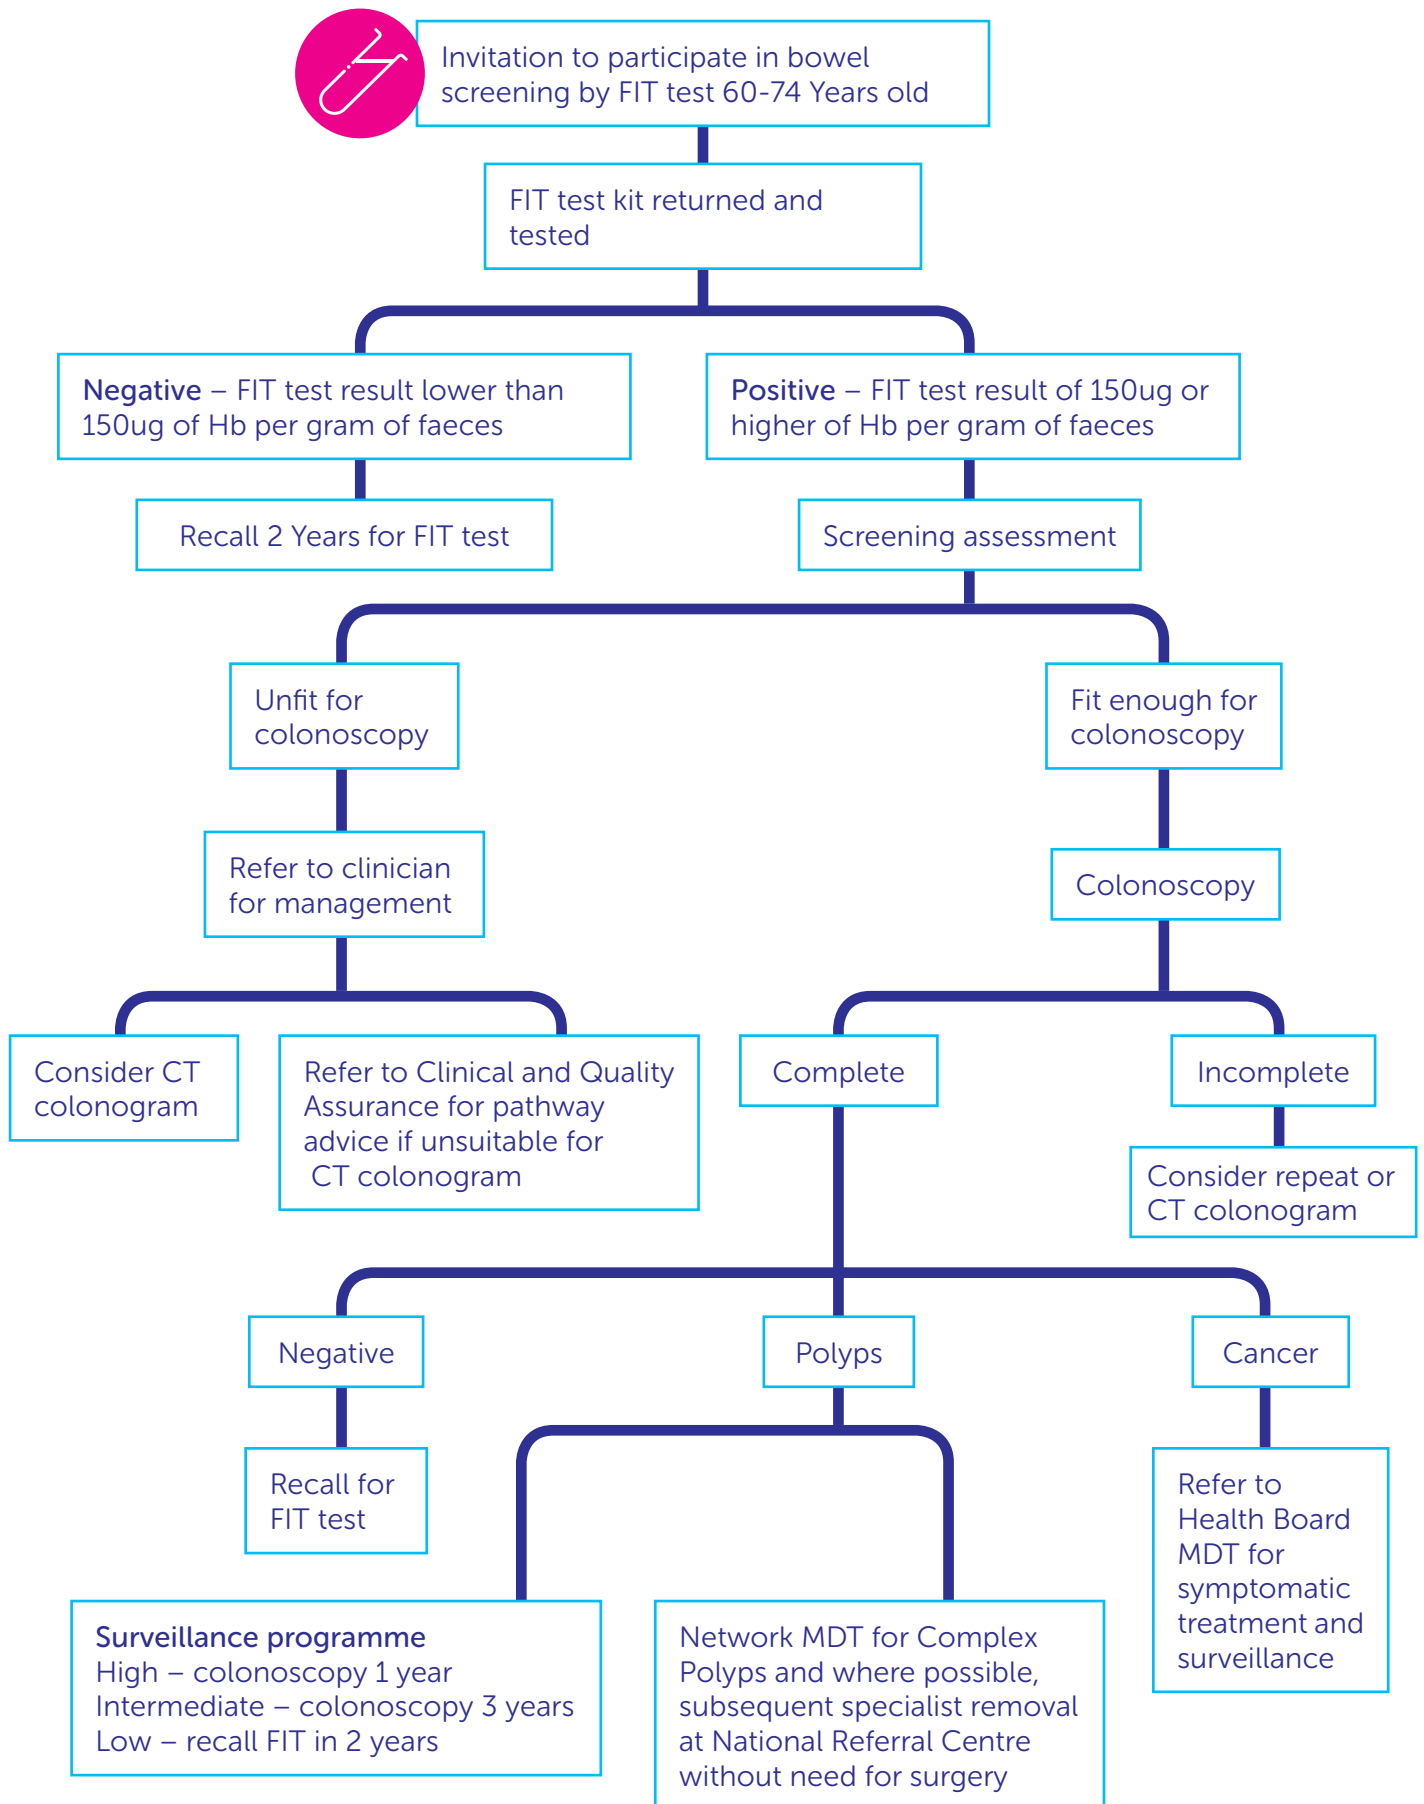 Invitation to participate in bowel
screening by FIT test 60-74 Years old
FIT test kit returned and
tested
Negative – FIT test result lower than
150ug of Hb per gram of faeces
Positive – FIT test result of 150ug or
higher of Hb per gram of faeces
Recall 2 Years for FIT test
Screening assessment
Unfit for
colonoscopy
Fit enough for
colonoscopy
Refer to clinician
for management
Colonoscopy
Consider CT
colonogram
Refer to Clinical and Quality
Assurance for pathway
advice if unsuitable for
CT colonogram
Complete
Incomplete
Consider repeat or
CT colonogram
Negative
Polyps
Cancer
Recall for
FIT test
Refer to
Health Board
MDT for
symptomatic
treatment and
surveillance
Surveillance programme
High – colonoscopy 1 year
Intermediate – colonoscopy 3 years
Low – recall FIT in 2 years
Network MDT for Complex
Polyps and where possible,
subsequent specialist removal
at National Referral Centre
without need for surgery